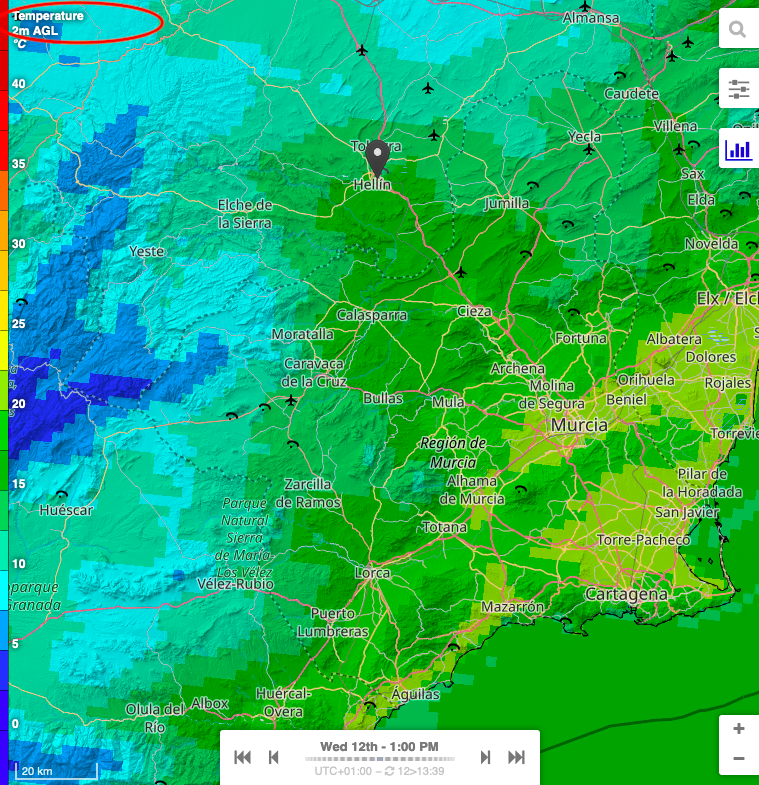 Temperature
2m AGL
°C
40
35
30
25
20
15
10
5
0
Almansa
Caudete
Yecla
Villena
Tobarra
Hellín
Sax
Elda
Elche de
la Sierra
Jumilla
Yeste
Novelda
Elx / Elch
Calasparra
Cieza
Moratalla
Fortuna
Albatera
Dolores
Caravaca
de la Cruz
Archena
Orihuela
Rojales
Molina
de Segura
Beniel
Bullas
Mula
Murcia
Torrevie
Región de
Murcia
Pilar de
la Horadada
Alhama
de Murcia
Zarcilla
de Ramos
San Javier
Huéscar
Parque
Natural
Sierra
de María-
Los Vélez
Totana
Torre-Pacheco
Lorca
Vélez-Rubio
oparque
Granada
Cartagena
Mazarrón
Puerto
Lumbreras
Águilas
Huércal-
Overa
Albox
Olula del
Río
Wed 12th - 1:00 PM
UTC+01:00 – 12>13:39
20 km
+
−